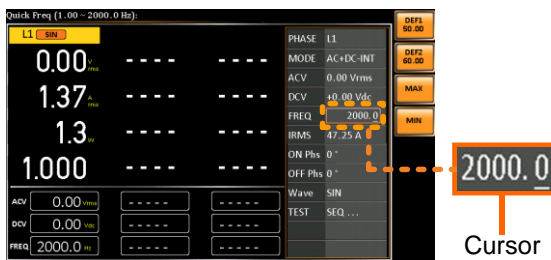 Quick Freq (1.00 ~ 2000.0 Hz):
L1 SIN
0.00 V rms
---- ----
1.37 A rms
---- ----
1.3 W
---- ----
1.000
---- ----
ACV 0.00 Vrms
----- -----
DCV 0.00 Vdc
----- -----
FREQ 2000.0 Hz
----- -----
PHASE L1
MODE AC+DC-INT
ACV 0.00 Vrms
DCV +0.00 Vdc
FREQ 2000.0
IRMS 47.25 A
ON Phs 0°
OFF Phs 0°
Wave SIN
TEST SEQ ...
DEF1
50.00
DEF2
60.00
MAX
MIN
2000.0
Cursor